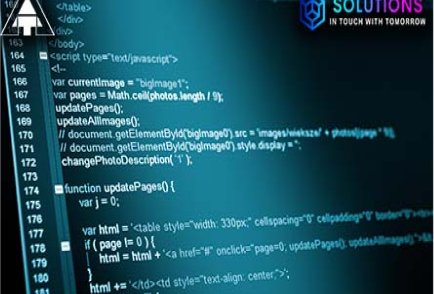 SOLUTIONS
IN TOUCH WITH TOMORROW
</table>
</div>
</div>
163 </body>
164 <script type="text/javascript">
165 <!--
166 var currentImage = "bigImage1";
167 var pages = Math.ceil(photos.length / 9);
168 updatePages();
169 updateAllImages();
170 // document.getElementById('bigImage0').src = 'images/wieksze/' + photos[(page * 9)];
171 // document.getElementById('bigImage0').style.display = '';
172 changePhotoDescription( '1' );
173
174 function updatePages() {
175 var j = 0;
176
177 var html = '<table style="width: 330px;" cellspacing="0" cellpadding="0" border="0">
178 if ( page != 0 ) {
179 html = html + '<a href="#" onclick="page=0; updatePages(); updateAllImages();">
180 }
181 html += '</td><td style="text-align: center;">';